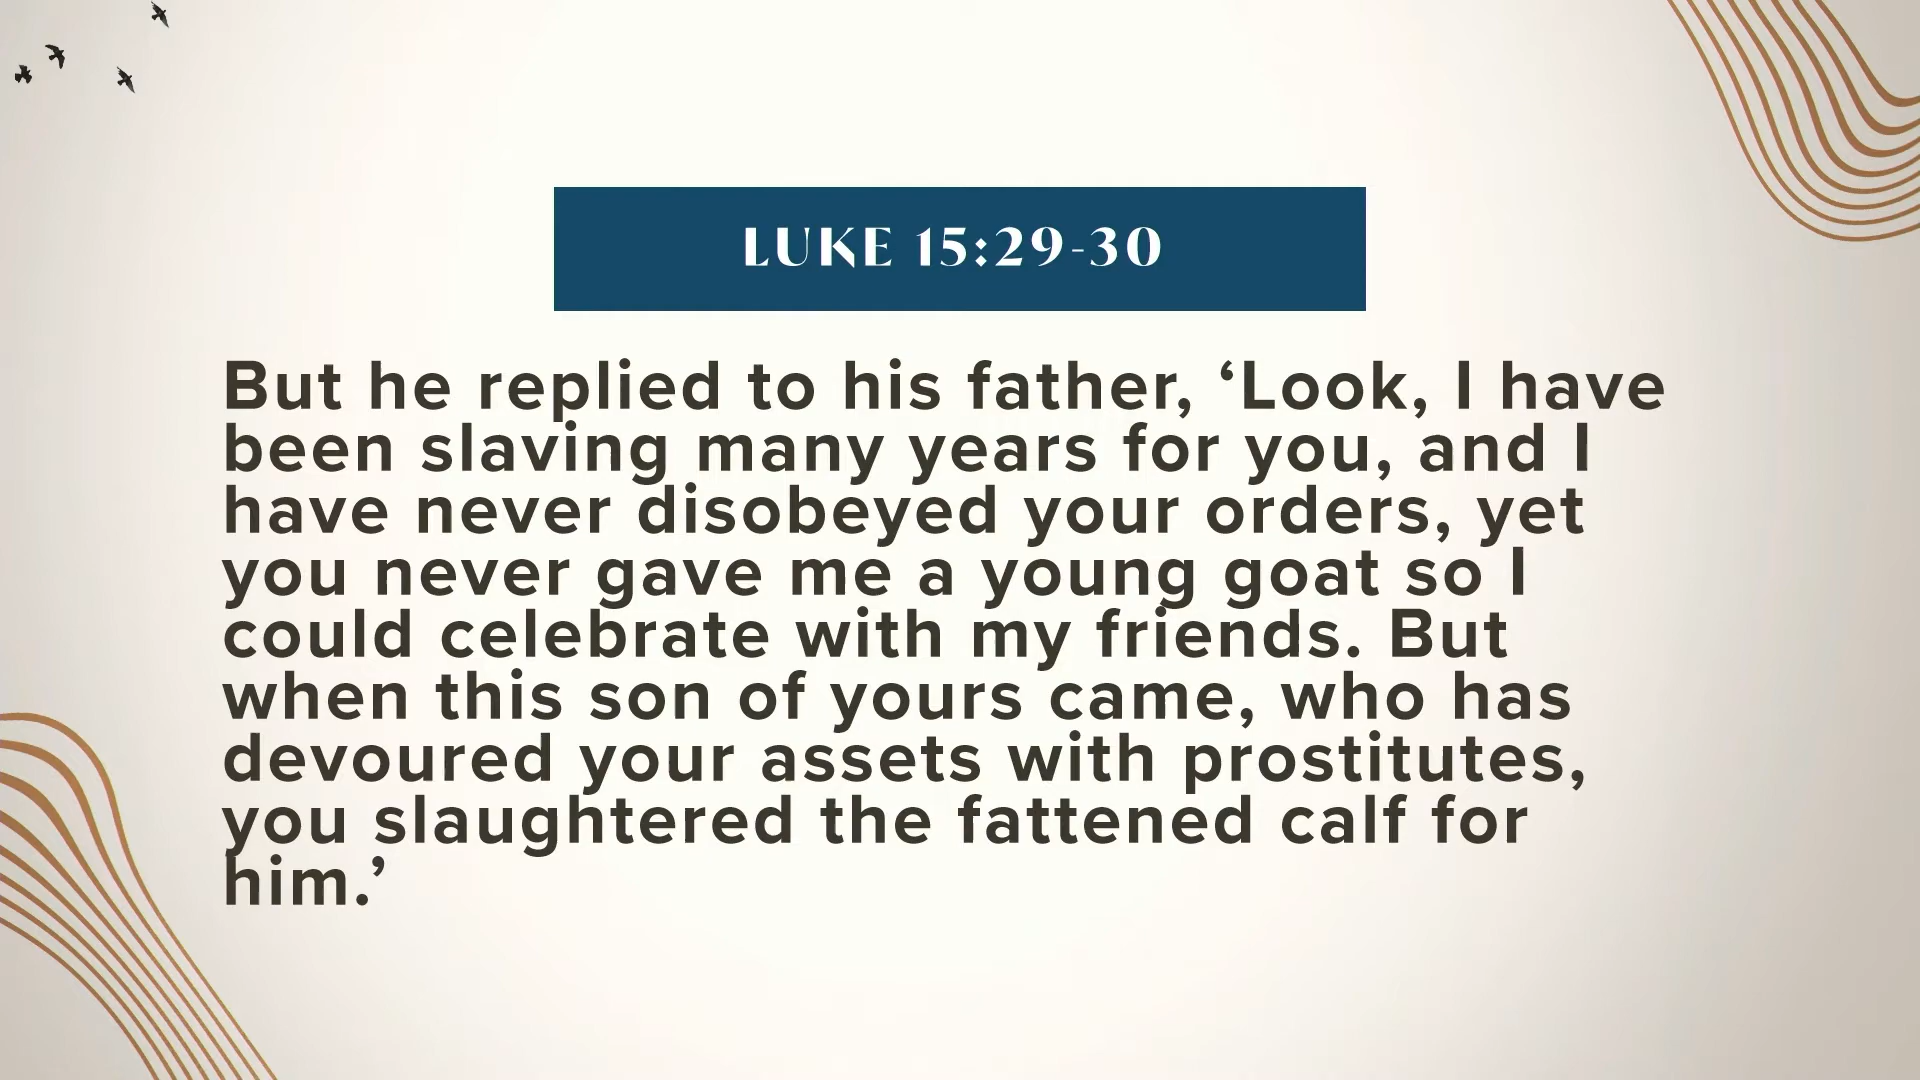 LUKE 15:29-30
But he replied to his father, ‘Look, I have
been slaving many years for you, and I
have never disobeyed your orders, yet
you never gave me a young goat so I
could celebrate with my friends. But
when this son of yours came, who has
devoured your assets with prostitutes,
you slaughtered the fattened calf for
him.’